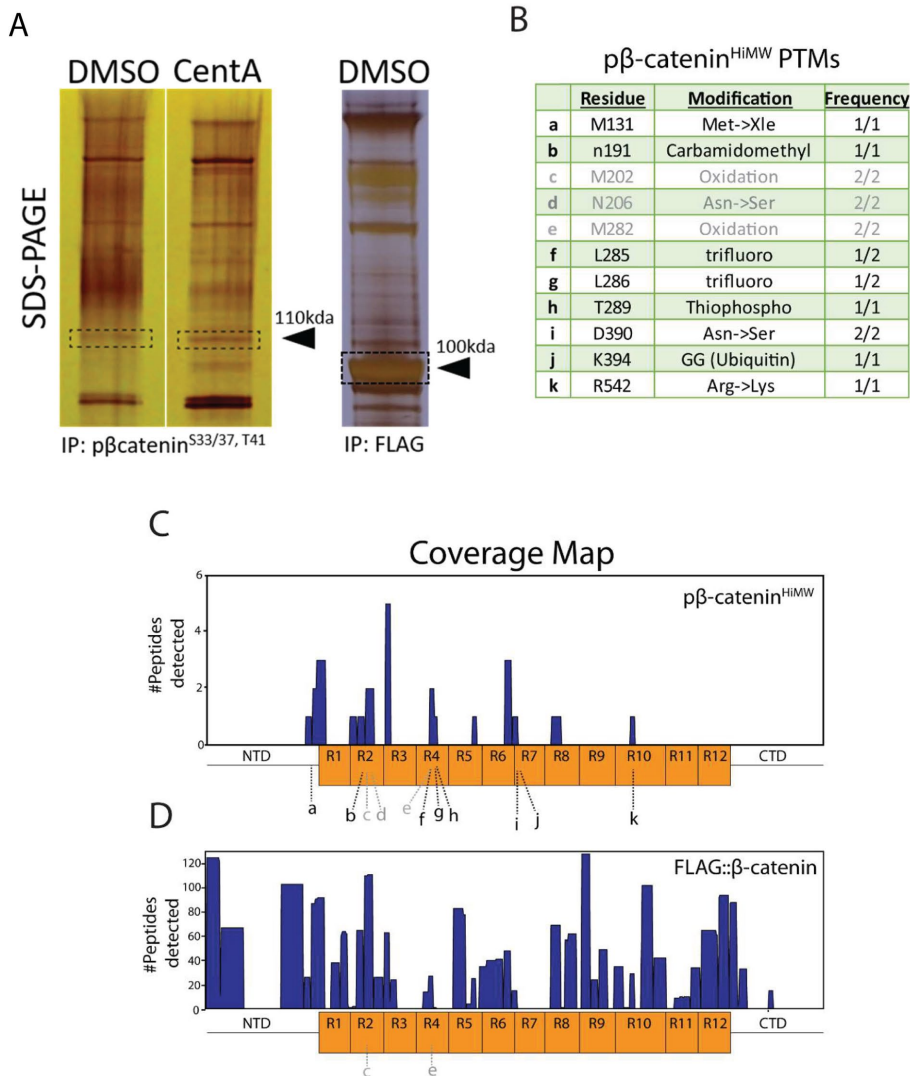 A
DMSO CentA DMSO
SDS-PAGE
110kda
100kda
IP: pβcatenin^S33/37, T41
IP: FLAG
B
pβ-catenin^HiMW PTMs
Residue Modification Frequency
a M131 Met->Xle 1/1
b n191 Carbamidomethyl 1/1
c M202 Oxidation 2/2
d N206 Asn->Ser 2/2
e M282 Oxidation 2/2
f L285 trifluoro 1/2
g L286 trifluoro 1/2
h T289 Thiophospho 1/1
i D390 Asn->Ser 2/2
j K394 GG (Ubiquitin) 1/1
k R542 Arg->Lys 1/1
C
Coverage Map
pβ-catenin^HiMW
#Peptides
detected
6
4
2
0
NTD R1 R2 R3 R4 R5 R6 R7 R8 R9 R10 R11 R12 CTD
a b c d e f g h i j k
D
FLAG::β-catenin
#Peptides
detected
120
100
80
60
40
20
0
NTD R1 R2 R3 R4 R5 R6 R7 R8 R9 R10 R11 R12 CTD
c e